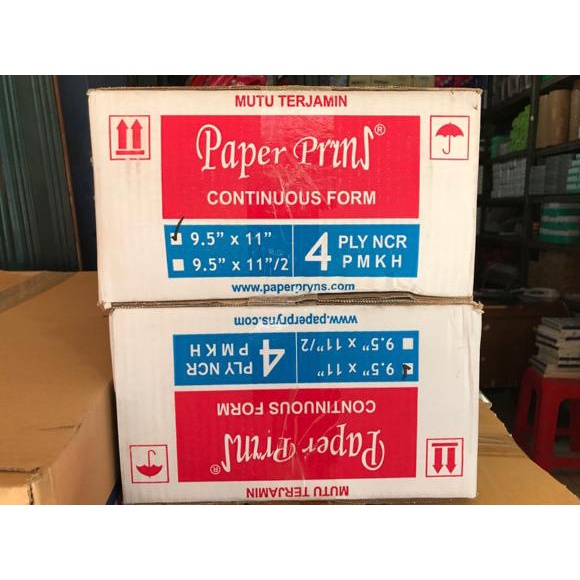 MUTU TERJAMIN
Paper Pryns®
CONTINUOUS FORM
9.5" x 11"
9.5" x 11"/2
4 PLY NCR
P M K H
www.paperpryns.com
www.paperpryns.com
9.5" x 11"/2
9.5" x 11"
4 PLY NCR
P M K H
CONTINUOUS FORM
Paper Pryns®
MUTU TERJAMIN